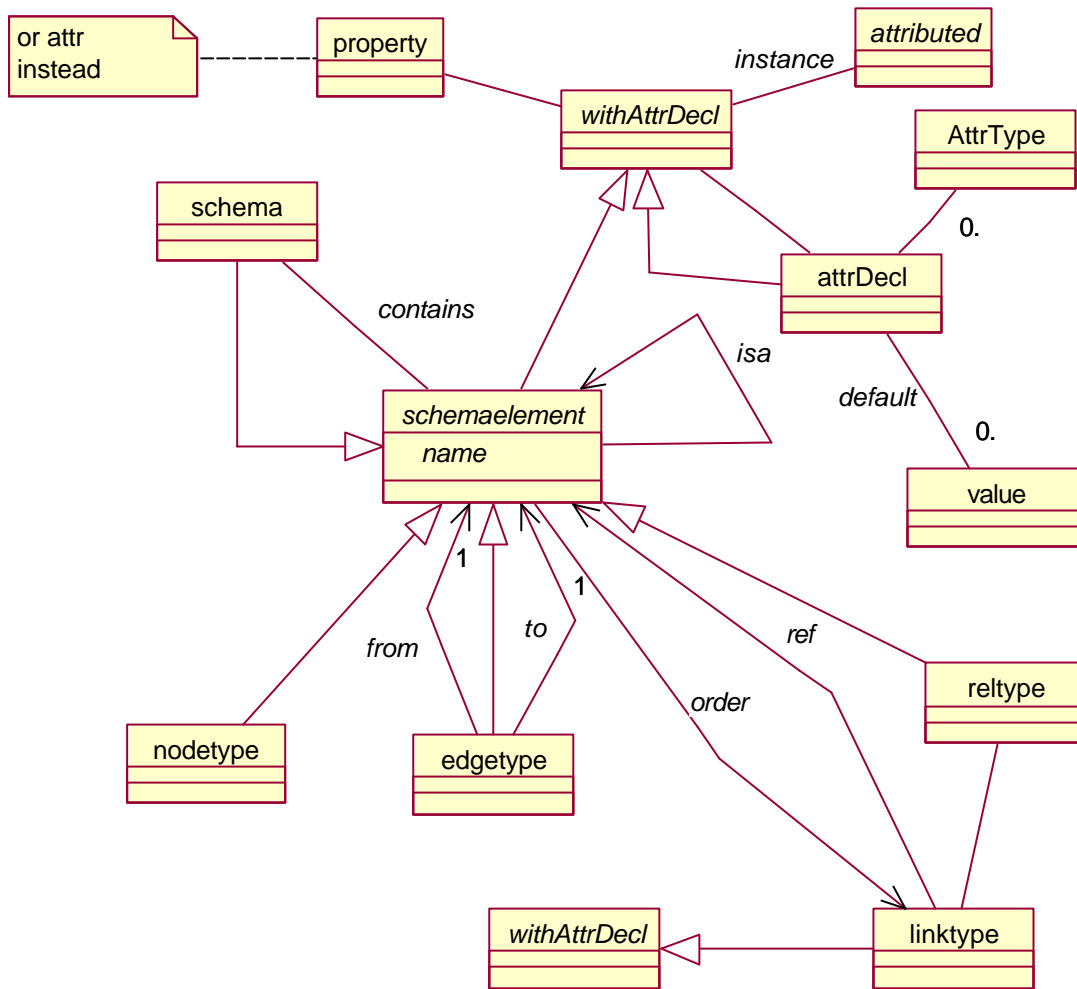 or attr
instead
property
attributed
instance
withAttrDecl
AttrType
schema
0.
attrDecl
contains
isa
default
schemaelement
name
0.
value
1
1
from
to
ref
reltype
order
nodetype
edgetype
withAttrDecl
linktype